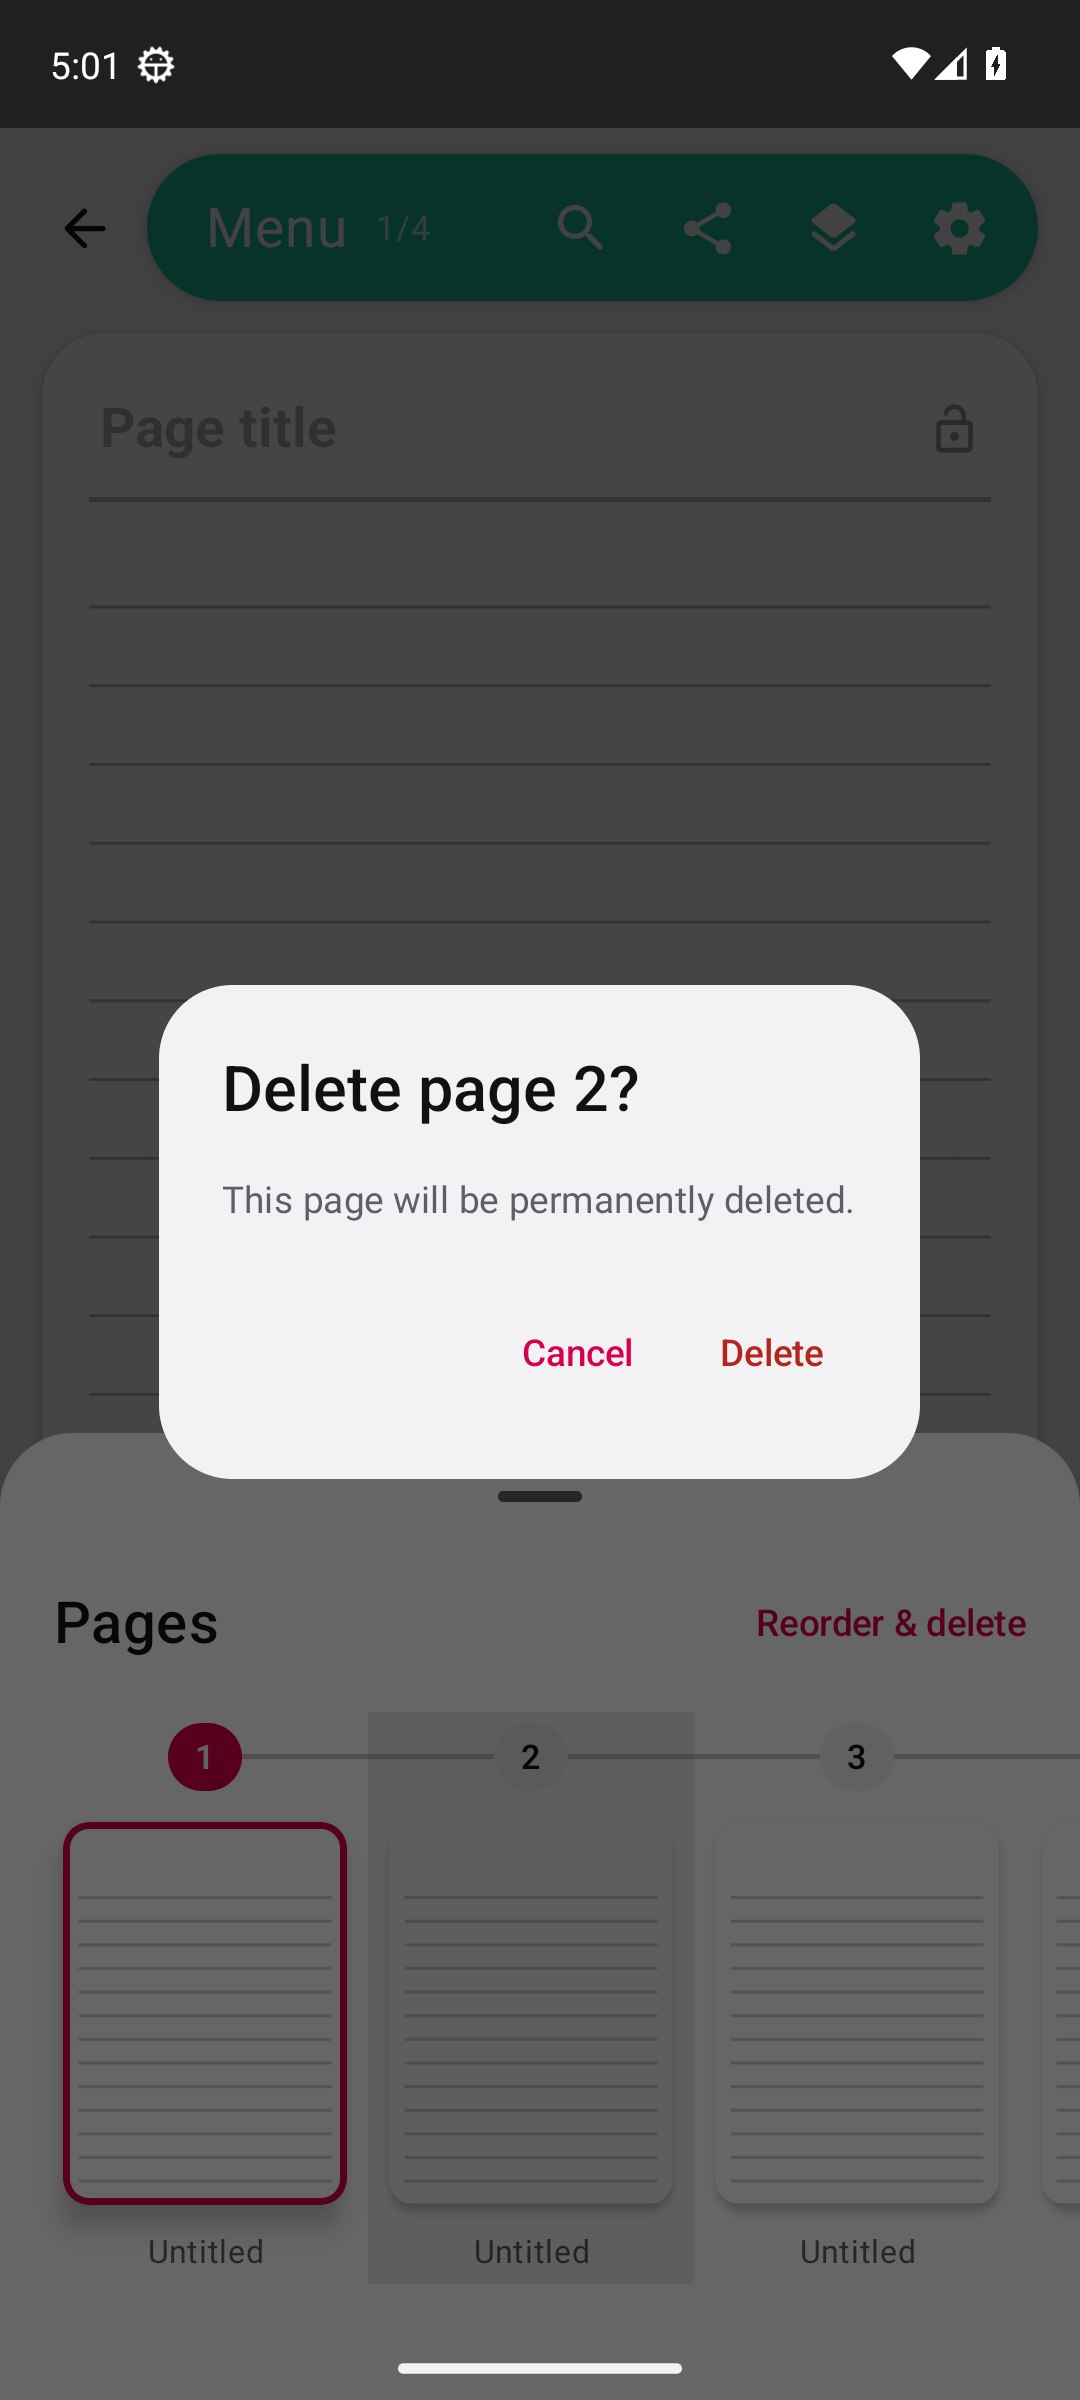 5:01
Menu 1/4
Page title
Delete page 2?
This page will be permanently deleted.
Cancel Delete
Pages Reorder & delete
1 2 3
Untitled Untitled Untitled